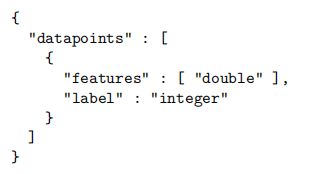 {
  "datapoints" : [
    {
      "features" : [ "double" ],
      "label" : "integer"
    }
  ]
}